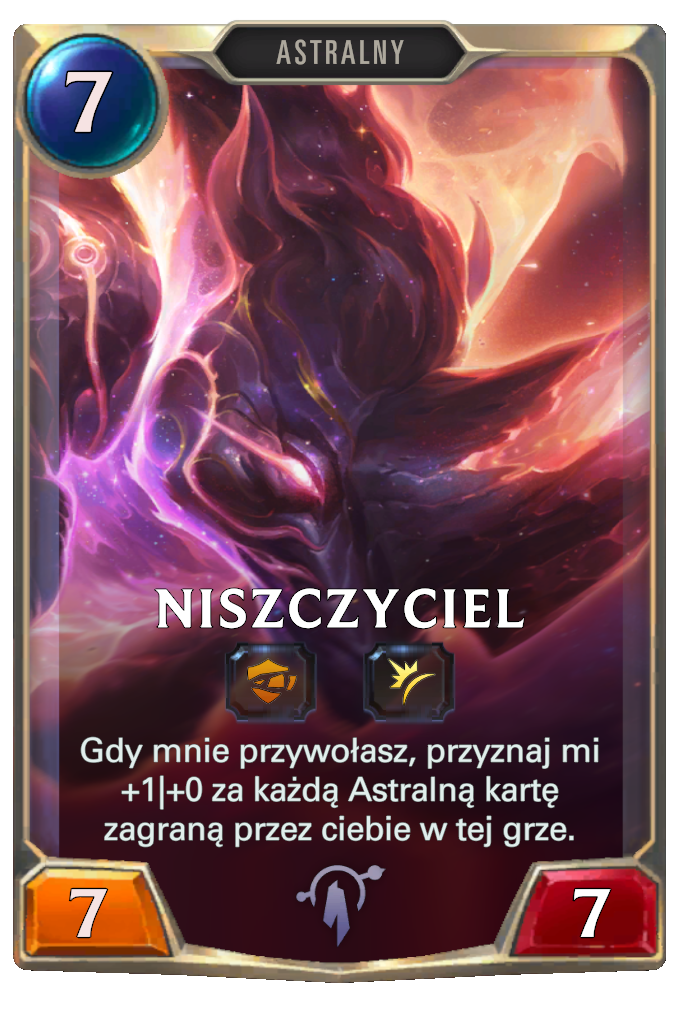 ASTRALNY
7
NISZCZYCIEL
Gdy mnie przywołasz, przyznaj mi
+1|+0 za każdą Astralną kartę
zagraną przez ciebie w tej grze.
7
7